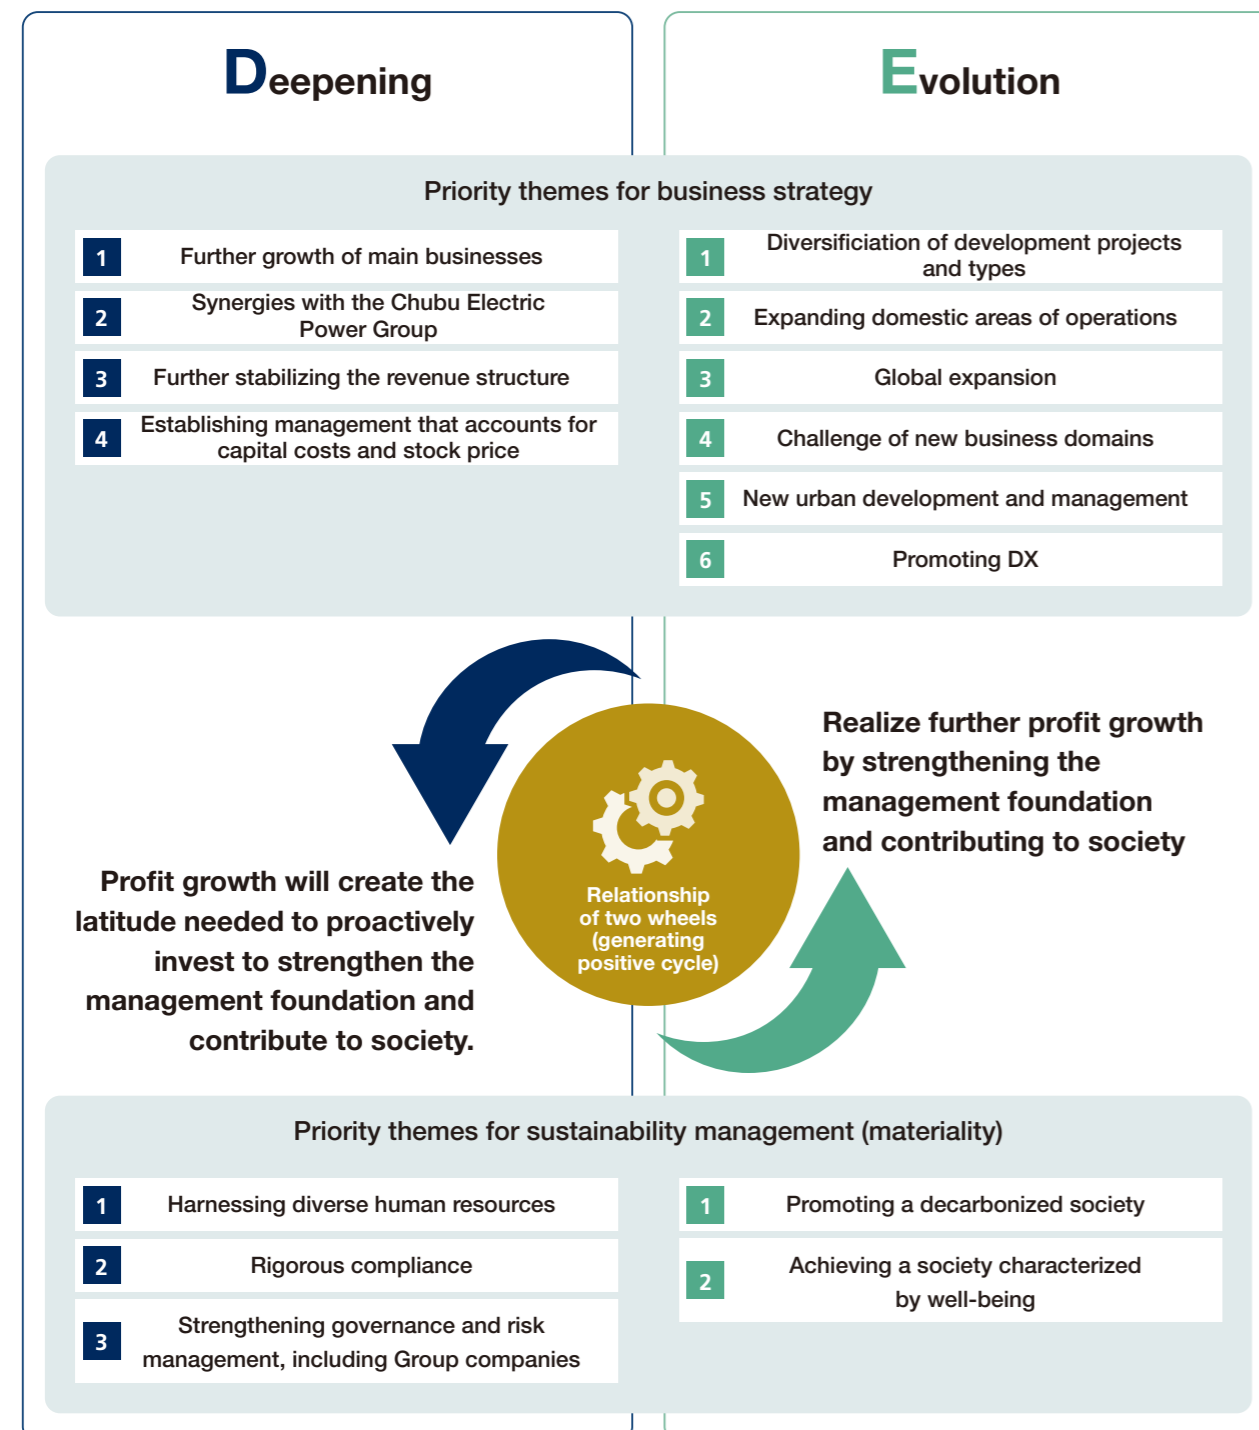 Deepening
Evolution
Priority themes for business strategy
1 Further growth of main businesses
2 Synergies with the Chubu Electric
Power Group
3 Further stabilizing the revenue structure
4 Establishing management that accounts for
capital costs and stock price
1 Diversificiation of development projects
and types
2 Expanding domestic areas of operations
3 Global expansion
4 Challenge of new business domains
5 New urban development and management
6 Promoting DX
Realize further profit growth
by strengthening the
management foundation
and contributing to society
Relationship
of two wheels
(generating
positive cycle)
Profit growth will create the
latitude needed to proactively
invest to strengthen the
management foundation and
contribute to society.
Priority themes for sustainability management (materiality)
1 Harnessing diverse human resources
2 Rigorous compliance
3 Strengthening governance and risk
management, including Group companies
1 Promoting a decarbonized society
2 Achieving a society characterized
by well-being